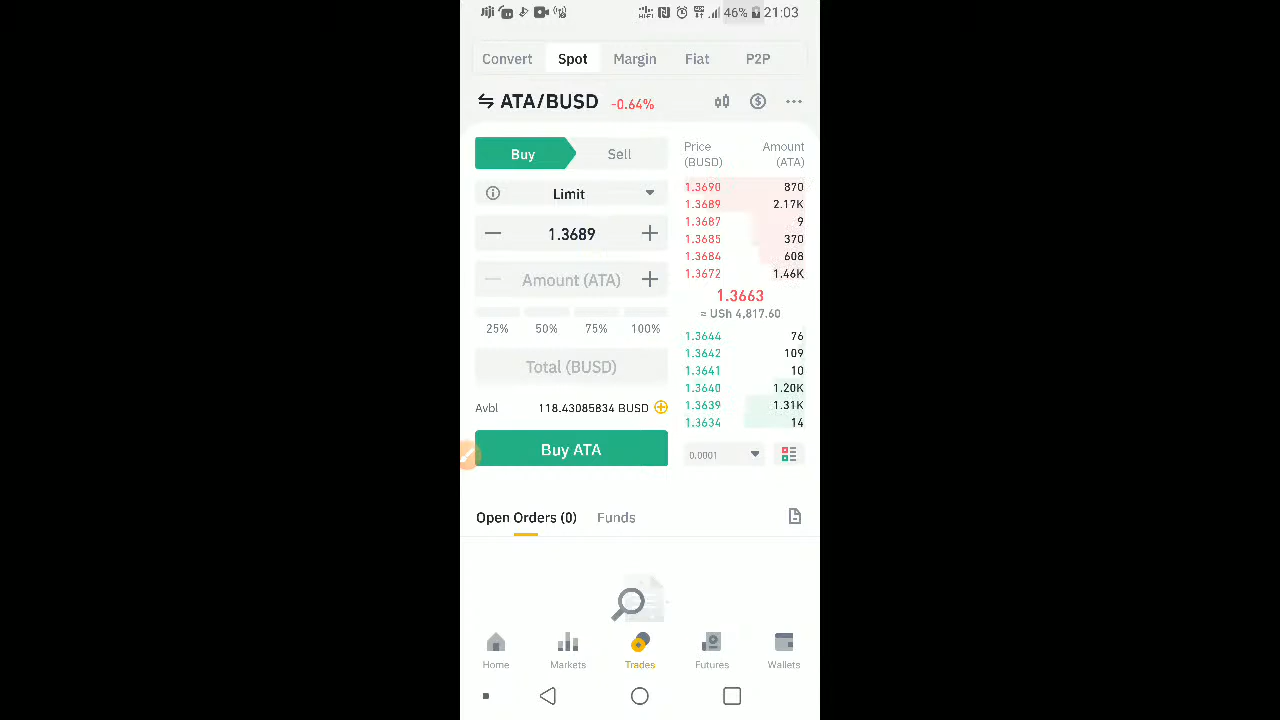 Jiji 46% 21:03
Convert Spot Margin Fiat P2P
ATA/BUSD -0.64%
Buy Sell
Limit
1.3689
Amount (ATA)
25% 50% 75% 100%
Total (BUSD)
Avbl 118.43085834 BUSD
Buy ATA
Price (BUSD) Amount (ATA)
1.3690 870
1.3689 2.17K
1.3687 9
1.3685 370
1.3684 608
1.3672 1.46K
1.3663
≈ USh 4,817.60
1.3644 76
1.3642 109
1.3641 10
1.3640 1.20K
1.3639 1.31K
1.3634 14
0.0001
Open Orders (0) Funds
Home Markets Trades Futures Wallets